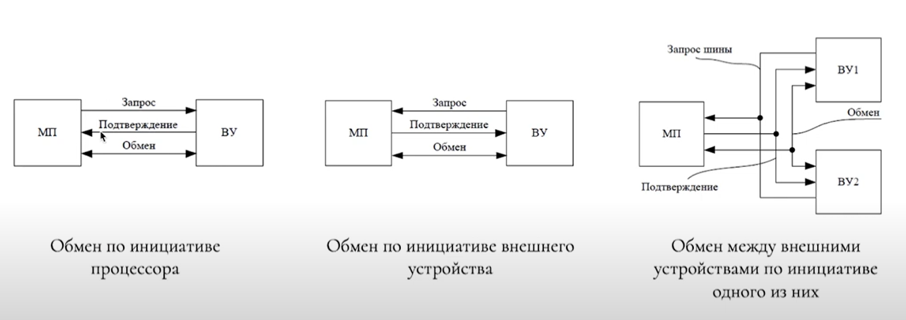 Запрос
МП
Подтверждение
ВУ
Обмен
Обмен по инициативе
процессора
Запрос
МП
Подтверждение
ВУ
Обмен
Обмен по инициативе внешнего
устройства
Запрос шины
ВУ1
Обмен
МП
ВУ2
Подтверждение
Обмен между внешними
устройствами по инициативе
одного из них